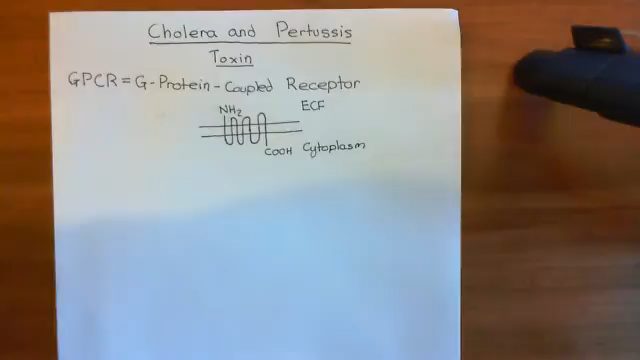 Cholera and Pertussis
Toxin
GPCR = G-Protein-Coupled Receptor
NH2 ECF
COOH Cytoplasm